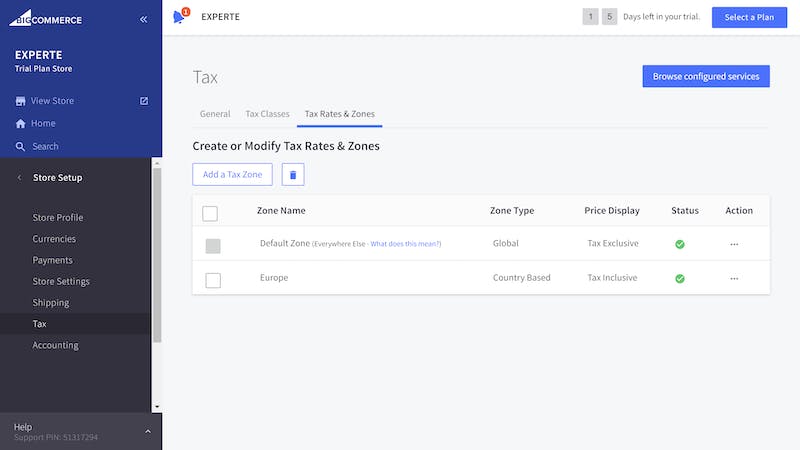 BIGCOMMERCE
«
EXPERTE
Trial Plan Store
View Store
Home
Search
Store Setup
Store Profile
Currencies
Payments
Store Settings
Shipping
Tax
Accounting
Help
Support PIN: 51317294
1
EXPERTE
1 5 Days left in your trial.
Select a Plan
Tax
Browse configured services
General Tax Classes Tax Rates & Zones
Create or Modify Tax Rates & Zones
Add a Tax Zone
Zone Name Zone Type Price Display Status Action
Default Zone (Everywhere Else - What does this mean?) Global Tax Exclusive ...
Europe Country Based Tax Inclusive ...